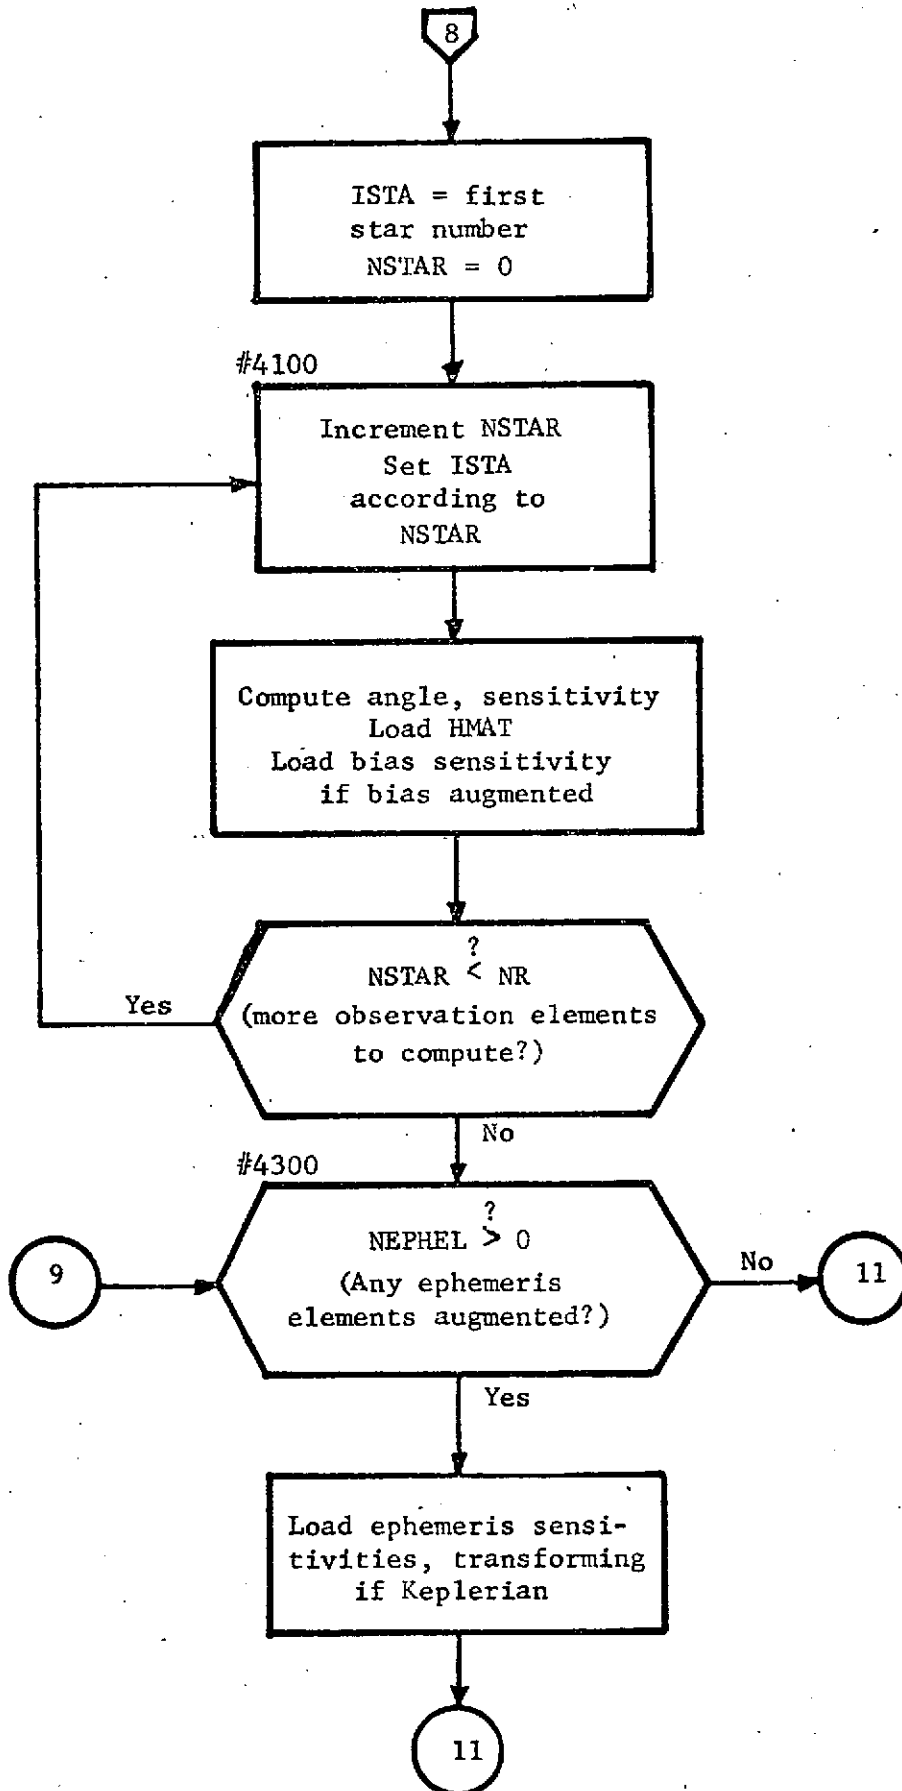 8
ISTA = first
star number
NSTAR = 0
#4100
Increment NSTAR
Set ISTA
according to
NSTAR
Compute angle, sensitivity
Load HMAT
Load bias sensitivity
if bias augmented
?
NSTAR < NR
(more observation elements
to compute?)
Yes
No
#4300
?
NEPHEL > 0
(Any ephemeris
elements augmented?)
9
No
11
Yes
Load ephemeris sensi-
tivities, transforming
if Keplerian
11